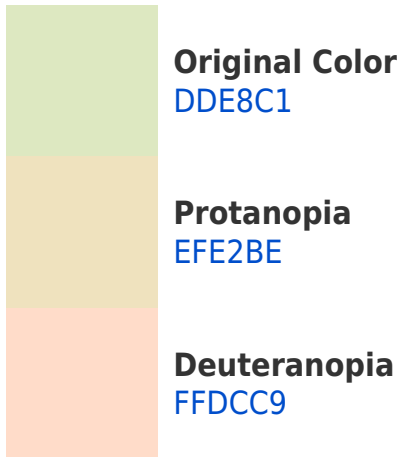 Original Color
DDE8C1
Protanopia
EFE2BE
Deuteranopia
FFDCC9